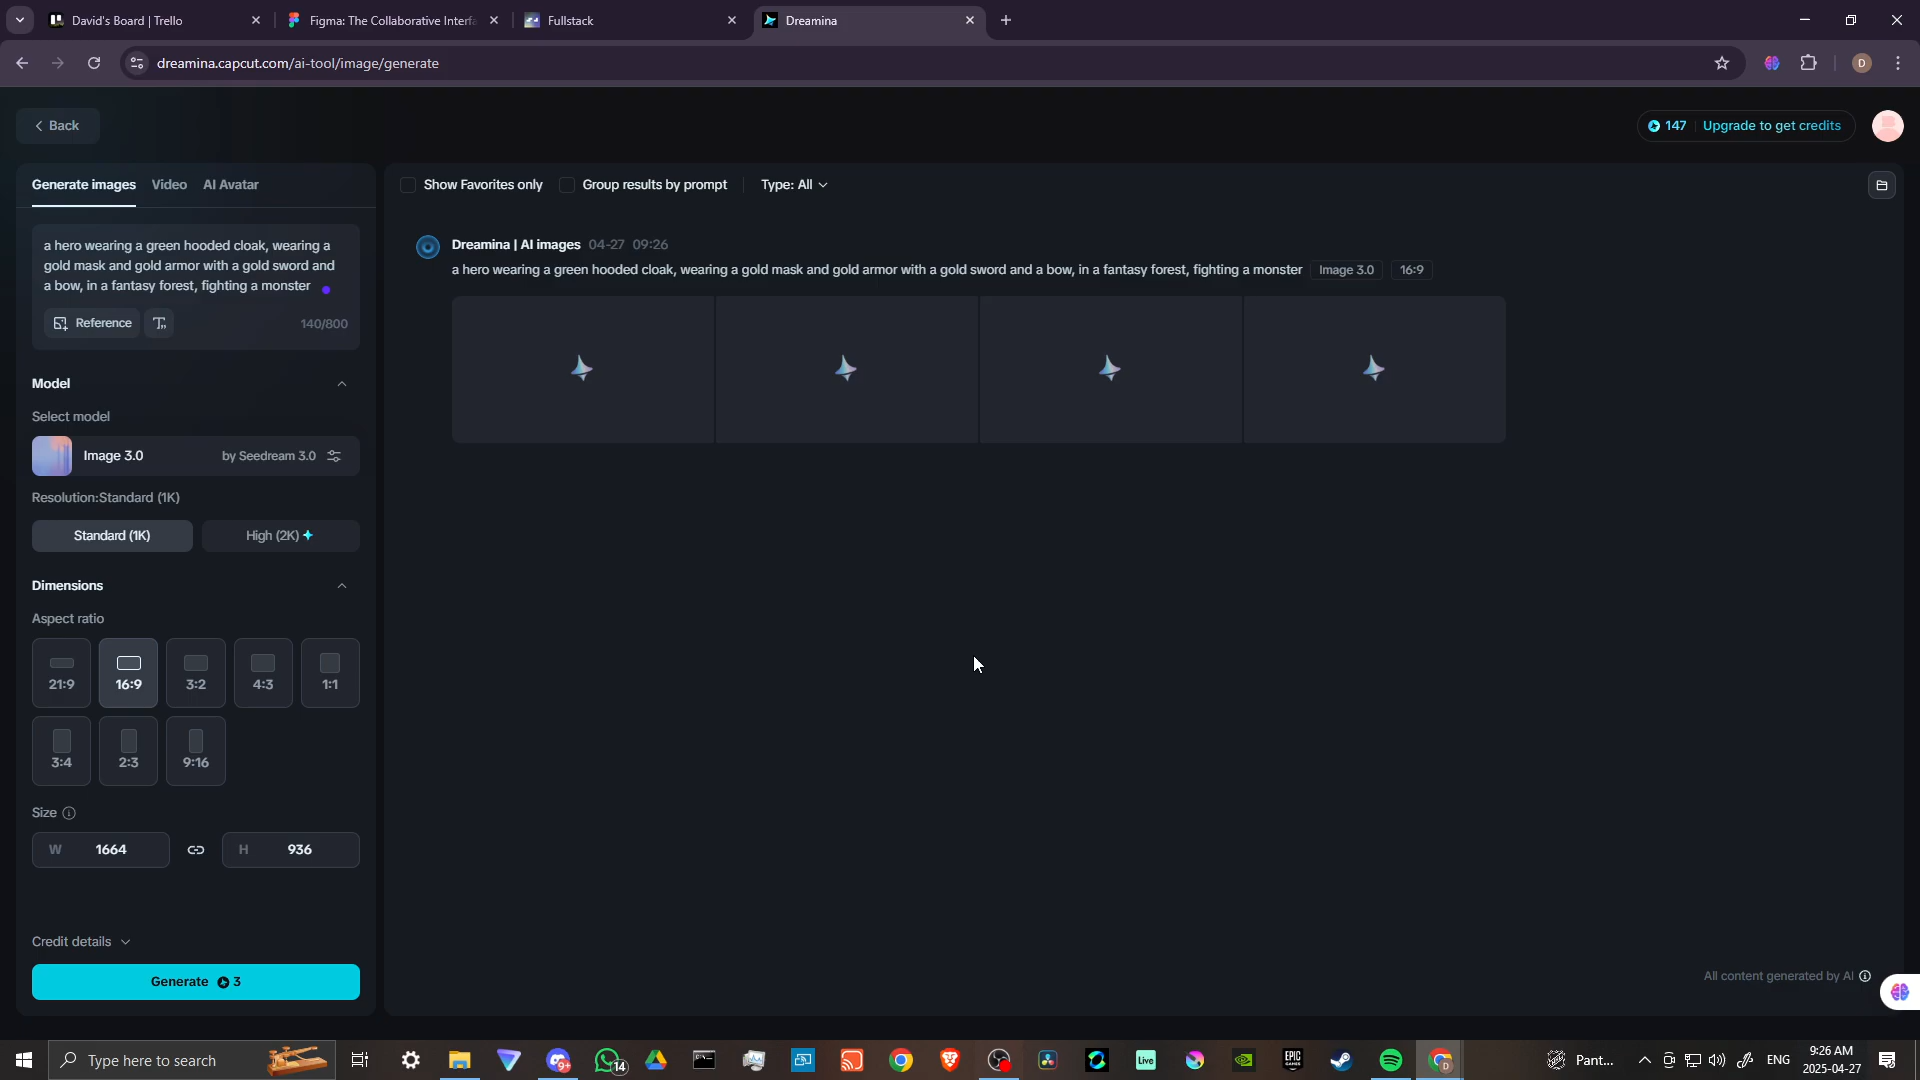 David's Board | Trello
Figma: The Collaborative Interfa
Fullstack
Dreamina
dreamina.capcut.com/ai-tool/image/generate
D
Back
147 Upgrade to get credits
Generate images Video AI Avatar
Show Favorites only Group results by prompt Type: All
a hero wearing a green hooded cloak, wearing a
gold mask and gold armor with a gold sword and
a bow, in a fantasy forest, fighting a monster
Reference 140/800
Dreamina | AI images 04-27 09:26
a hero wearing a green hooded cloak, wearing a gold mask and gold armor with a gold sword and a bow, in a fantasy forest, fighting a monster Image 3.0 16:9
Model
Select model
Image 3.0 by Seedream 3.0
Resolution:Standard (1K)
Standard (1K) High (2K)
Dimensions
Aspect ratio
21:9 16:9 3:2 4:3 1:1
3:4 2:3 9:16
Size
W 1664 H 936
Credit details
Generate 3
All content generated by AI
Type here to search
9+
14
Live
EPIC GAMES
D
Pant...
ENG
9:26 AM
2025-04-27